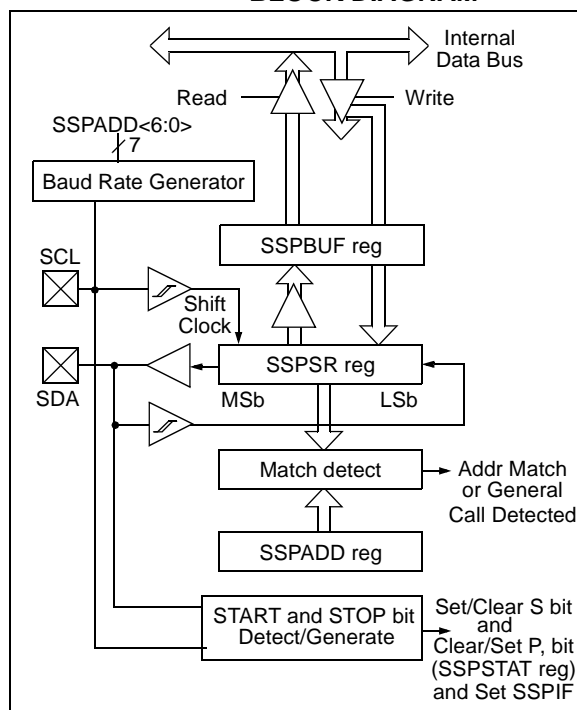 Internal
Data Bus
Read
Write
SSPADD<6:0>
7
Baud Rate Generator
SSPBUF reg
SCL
Shift
Clock
SSPSR reg
SDA
MSb
LSb
Match detect
Addr Match
or General
Call Detected
SSPADD reg
START and STOP bit
Detect/Generate
Set/Clear S bit
and
Clear/Set P, bit
(SSPSTAT reg)
and Set SSPIF